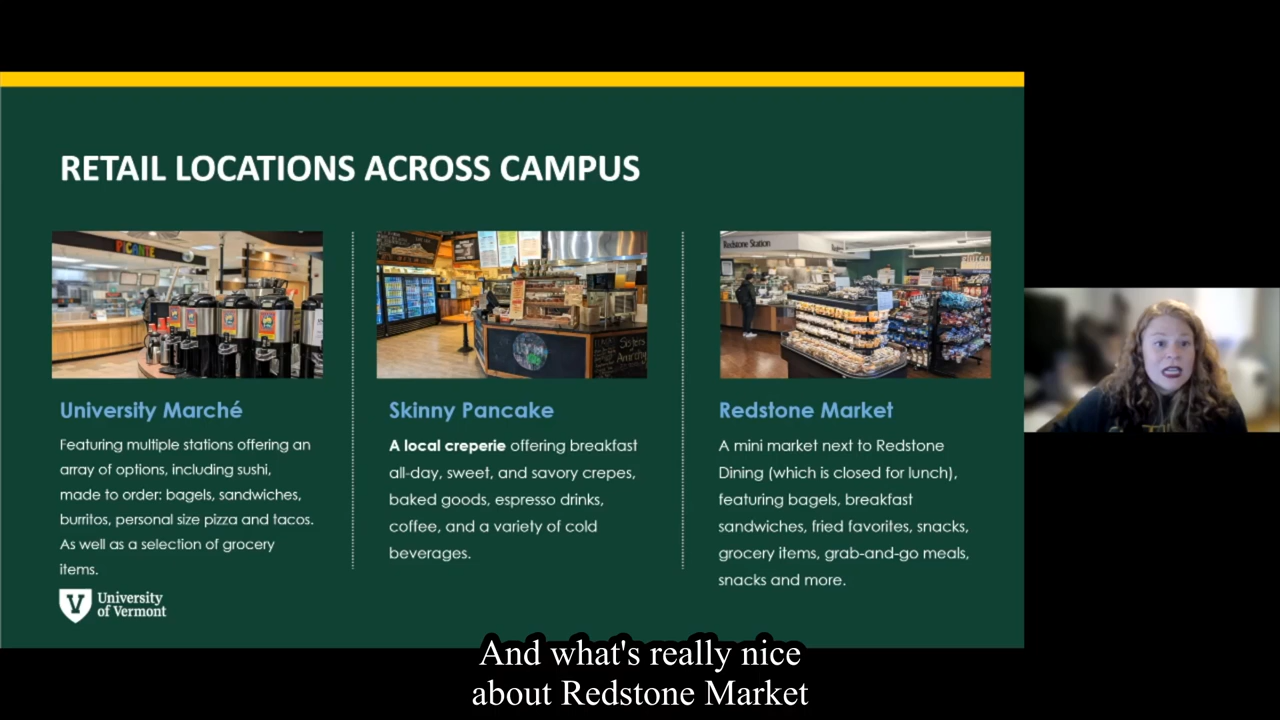 RETAIL LOCATIONS ACROSS CAMPUS
PICANTE
Redstone Station
University Marché
Featuring multiple stations offering an
array of options, including sushi,
made to order: bagels, sandwiches,
burritos, personal size pizza and tacos.
As well as a selection of grocery
items.
Skinny Pancake
A local creperie offering breakfast
all-day, sweet, and savory crepes,
baked goods, espresso drinks,
coffee, and a variety of cold
beverages.
Redstone Market
A mini market next to Redstone
Dining (which is closed for lunch),
featuring bagels, breakfast
sandwiches, fried favorites, snacks,
grocery items, grab-and-go meals,
snacks and more.
University
of Vermont
And what's really nice
about Redstone Market